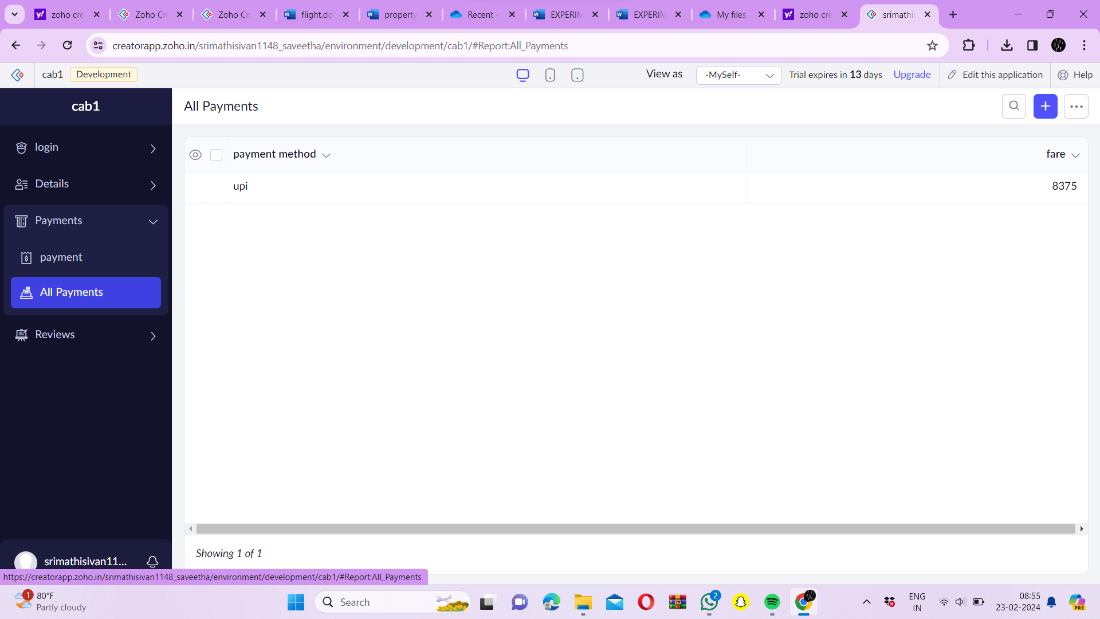 zoho cre
Zoho Cr
Zoho Cr
flight.do
property
Recent -
EXPERIM
EXPERIM
My files
zoho cre
srimathi
creatorapp.zoho.in/srimathisivan1148_saveetha/environment/development/cab1/#Report:All_Payments
cab1 Development
View as -MySelf- Trial expires in 13 days Upgrade Edit this application Help
cab1
All Payments
login
payment method fare
Details
upi 8375
Payments
payment
All Payments
Reviews
Showing 1 of 1
srimathisivan11...
https://creatorapp.zoho.in/srimathisivan1148_saveetha/environment/development/cab1/#Report:All_Payments
1
80°F
Partly cloudy
Search
2
PRE
ENG
IN
08:55
23-02-2024